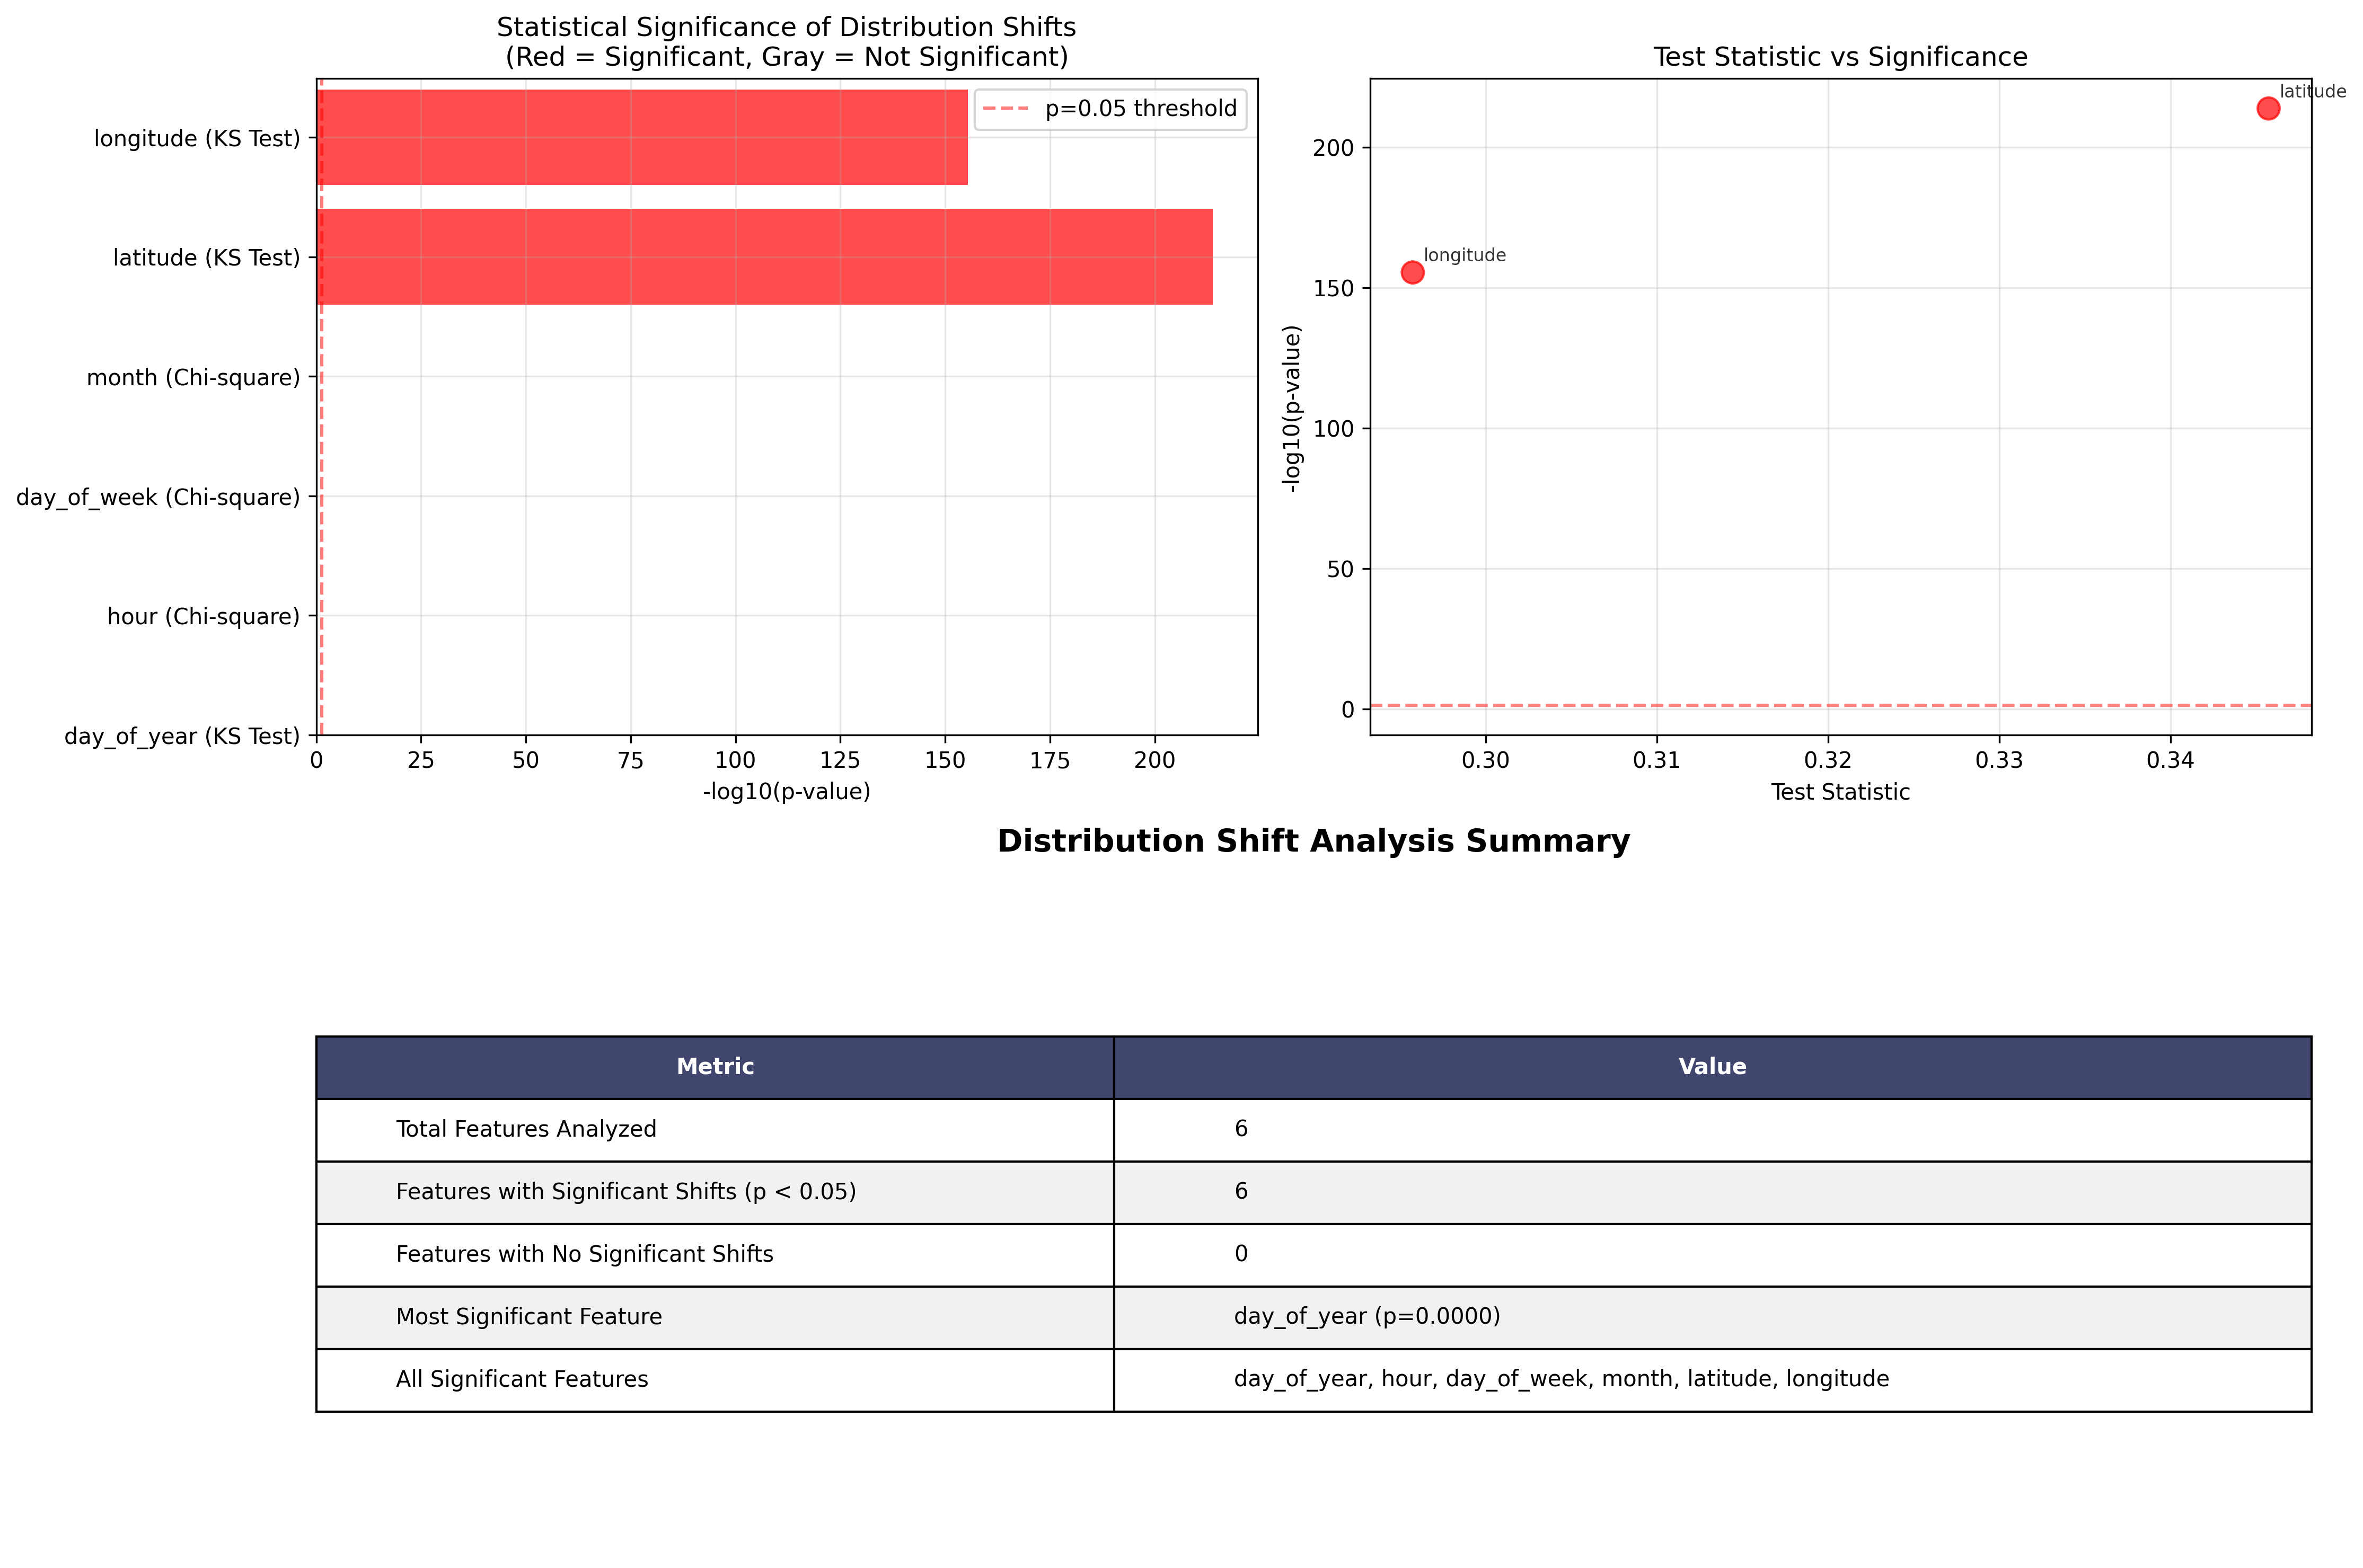 Statistical Significance of Distribution Shifts
(Red = Significant, Gray = Not Significant)
p=0.05 threshold
longitude (KS Test)
latitude (KS Test)
month (Chi-square)
day_of_week (Chi-square)
hour (Chi-square)
day_of_year (KS Test)
0 25 50 75 100 125 150 175 200
-log10(p-value)
Test Statistic vs Significance
latitude
longitude
-log10(p-value)
200
150
100
50
0
0.30 0.31 0.32 0.33 0.34
Test Statistic
Distribution Shift Analysis Summary
Metric Value
Total Features Analyzed 6
Features with Significant Shifts (p < 0.05) 6
Features with No Significant Shifts 0
Most Significant Feature day_of_year (p=0.0000)
All Significant Features day_of_year, hour, day_of_week, month, latitude, longitude